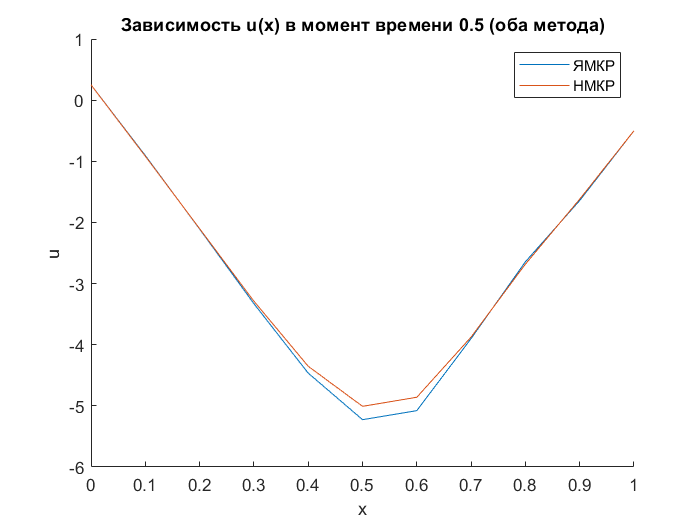 Зависимость u(x) в момент времени 0.5 (оба метода)
ЯМКР
НМКР
1
0
-1
-2
-3
-4
-5
-6
u
0 0.1 0.2 0.3 0.4 0.5 0.6 0.7 0.8 0.9 1
x